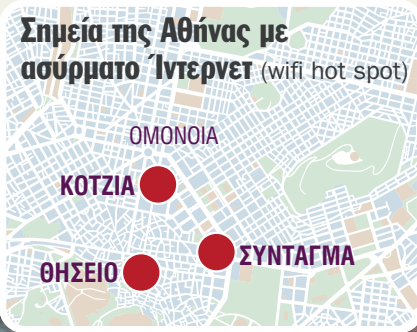 Σημεία της Αθήνας με
ασύρματο Ίντερνετ (wifi hot spot)
ΟΜΟΝΟΙΑ
ΚΟΤΖΙΑ
ΣΥΝΤΑΓΜΑ
ΘΗΣΕΙΟ